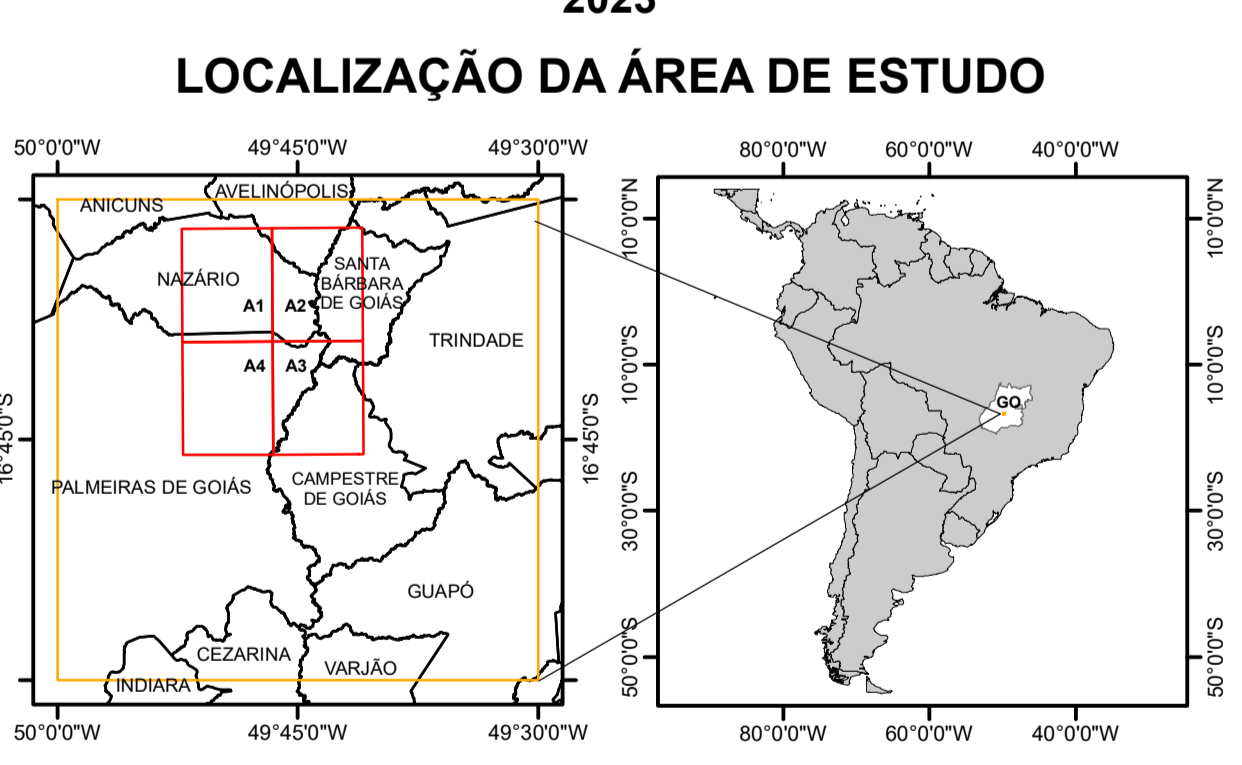 2023
LOCALIZAÇÃO DA ÁREA DE ESTUDO
50°0'0"W 49°45'0"W 49°30'0"W
80°0'0"W 60°0'0"W 40°0'0"W
ANICUNS
AVELINÓPOLIS
NAZÁRIO
SANTA
BÁRBARA
DE GOIÁS
A1 A2
TRINDADE
A4 A3
16°45'0"S
16°45'0"S
PALMEIRAS DE GOIÁS
CAMPESTRE
DE GOIÁS
GUAPÓ
CEZARINA
VARJÃO
INDIARA
50°0'0"W 49°45'0"W 49°30'0"W
10°0'0"N
10°0'0"S
30°0'0"S
50°0'0"S
GO
10°0'0"N
10°0'0"S
30°0'0"S
50°0'0"S
80°0'0"W 60°0'0"W 40°0'0"W